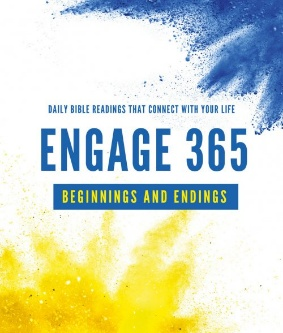 DAILY BIBLE READINGS THAT CONNECT WITH YOUR LIFE
ENGAGE 365
BEGINNINGS AND ENDINGS